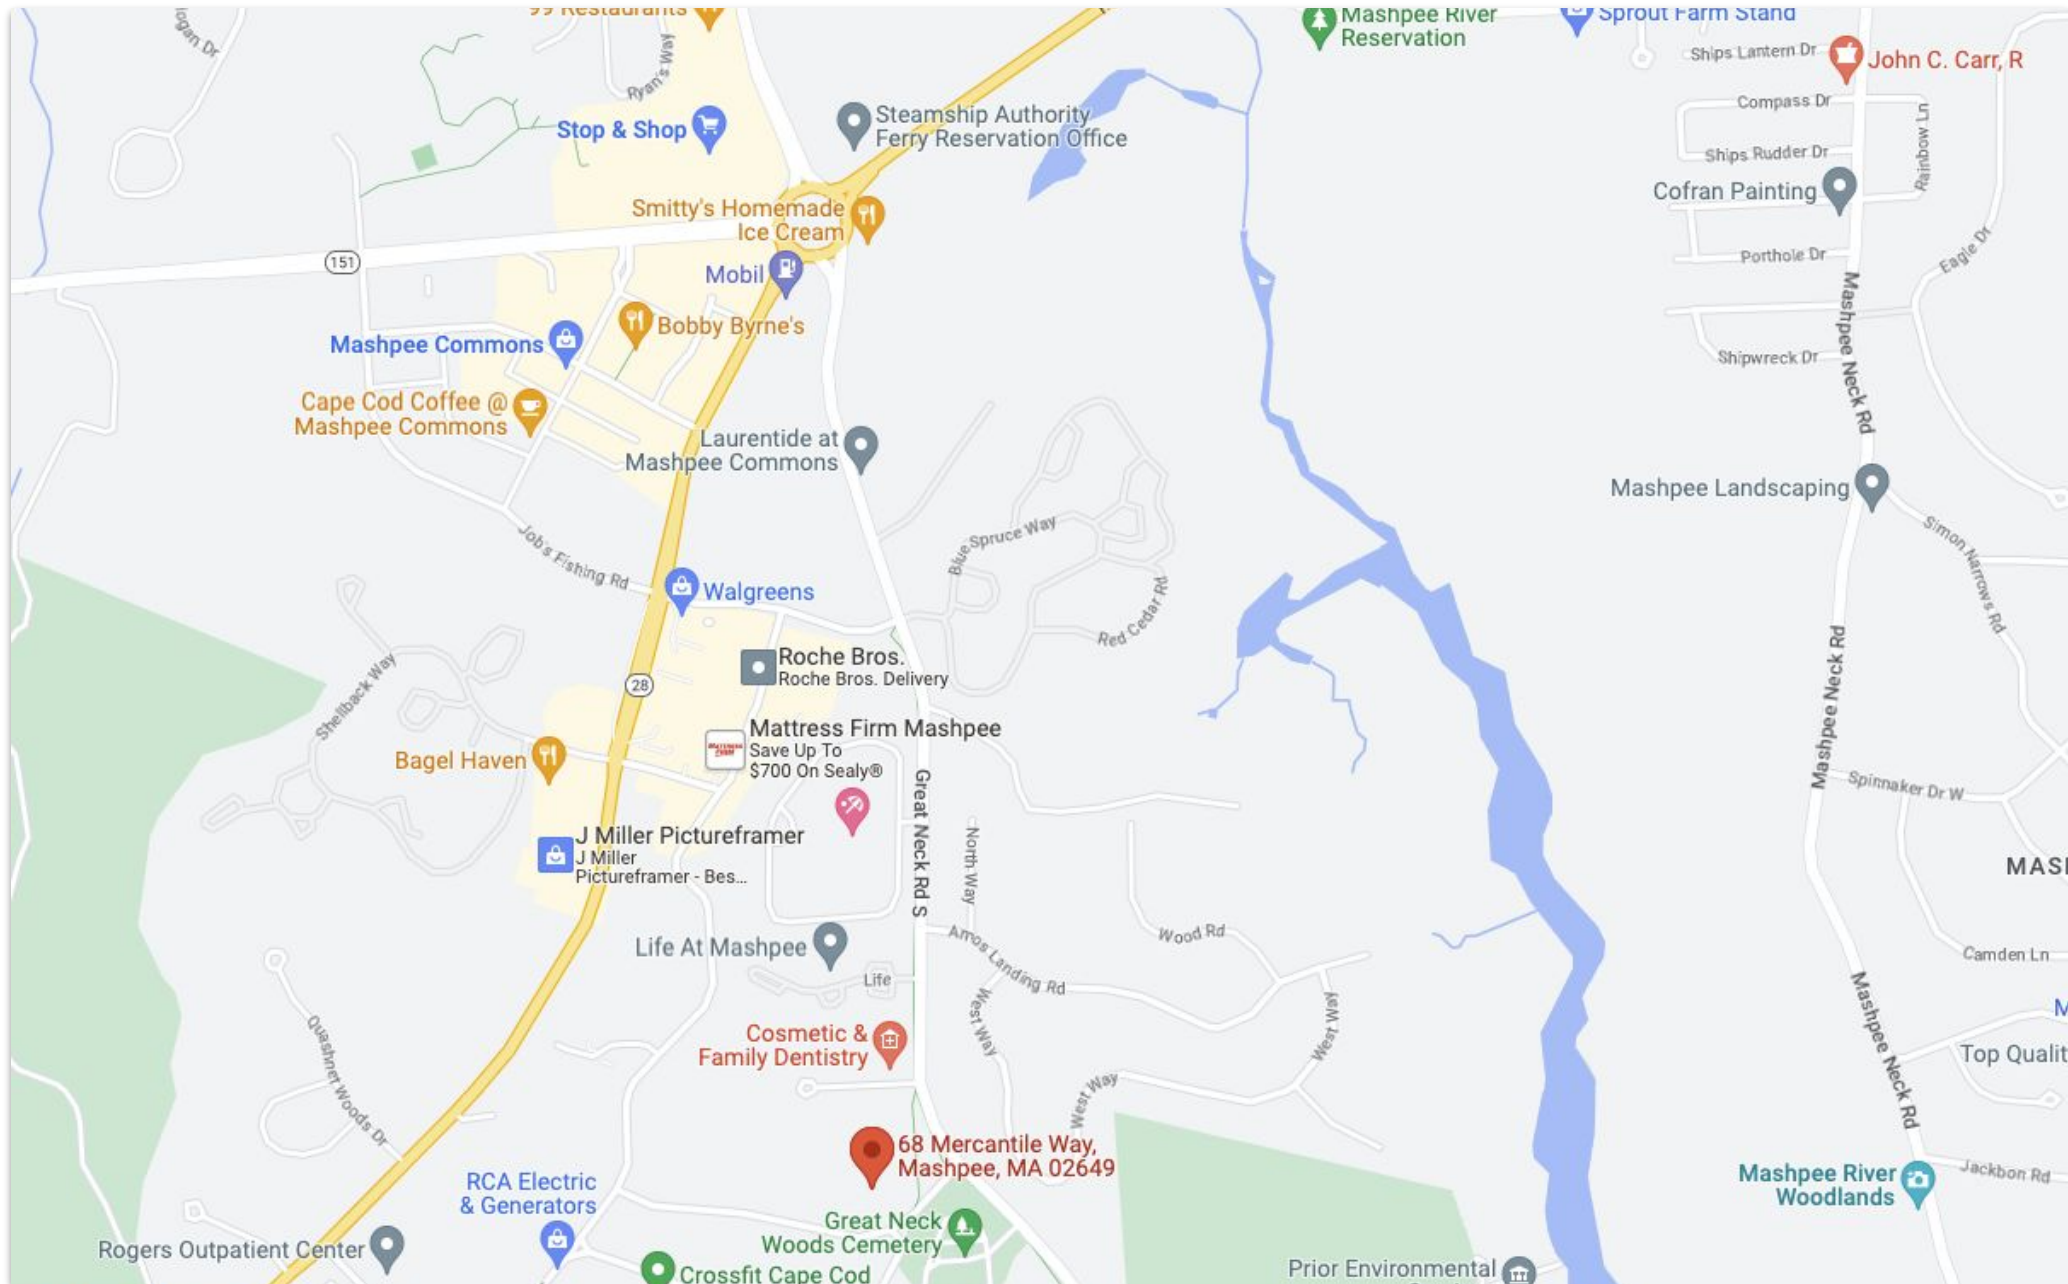 99 Restaurants
Mashpee River
Reservation
Sprout Farm Stand
Ships Lantern Dr
John C. Carr, R
Ryan's Way
Compass Dr
Rainbow Ln
Stop & Shop
Steamship Authority
Ferry Reservation Office
Ships Rudder Dr
Cofran Painting
Smitty's Homemade
Ice Cream
151
Mobil
Porthole Dr
Eagle Dr
Bobby Byrne's
Mashpee Commons
Mashpee Neck Rd
Shipwreck Dr
Cape Cod Coffee @
Mashpee Commons
Laurentide at
Mashpee Commons
Mashpee Landscaping
Simon Narrows Rd
Job's Fishing Rd
Blue Spruce Way
Walgreens
Red Cedar Rd
Roche Bros.
Roche Bros. Delivery
28
Shellback Way
Mashpee Neck Rd
Mattress Firm Mashpee
Save Up To
$700 On Sealy®
Bagel Haven
Great Neck Rd S
Spinnaker Dr W
J Miller Pictureframer
J Miller
Pictureframer - Bes...
North Way
MASH
Life At Mashpee
Amos Landing Rd
Wood Rd
Camden Ln
Life
West Way
West Way
Quashnet Woods Dr
Cosmetic &
Family Dentistry
Mashpee Neck Rd
Top Qualit
West Way
68 Mercantile Way,
Mashpee, MA 02649
RCA Electric
& Generators
Mashpee River
Woodlands
Jackbon Rd
Great Neck
Woods Cemetery
Rogers Outpatient Center
Crossfit Cape Cod
Prior Environmental